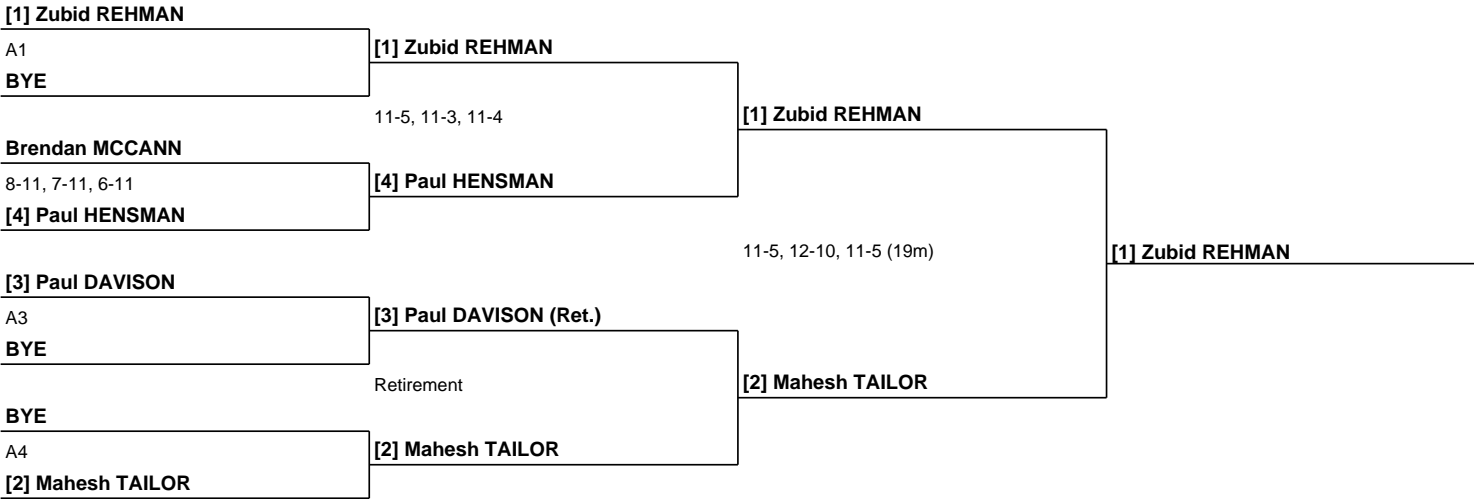 [1] Zubid REHMAN
A1
BYE
Brendan MCCANN
8-11, 7-11, 6-11
[4] Paul HENSMAN
[3] Paul DAVISON
A3
BYE
BYE
A4
[2] Mahesh TAILOR
[1] Zubid REHMAN
11-5, 11-3, 11-4
[4] Paul HENSMAN
[3] Paul DAVISON (Ret.)
Retirement
[2] Mahesh TAILOR
[1] Zubid REHMAN
11-5, 12-10, 11-5 (19m)
[2] Mahesh TAILOR
[1] Zubid REHMAN